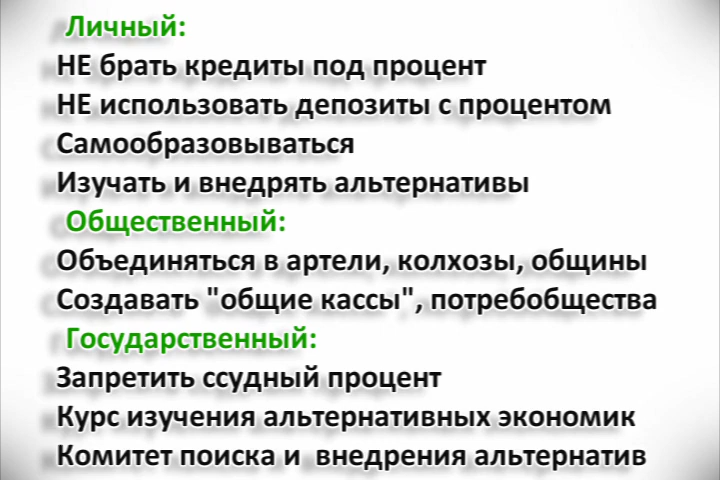 Личный:
НЕ брать кредиты под процент
НЕ использовать депозиты с процентом
Самообразовываться
Изучать и внедрять альтернативы
Общественный:
Объединяться в артели, колхозы, общины
Создавать "общие кассы", потребобщества
Государственный:
Запретить ссудный процент
Курс изучения альтернативных экономик
Комитет поиска и внедрения альтернатив